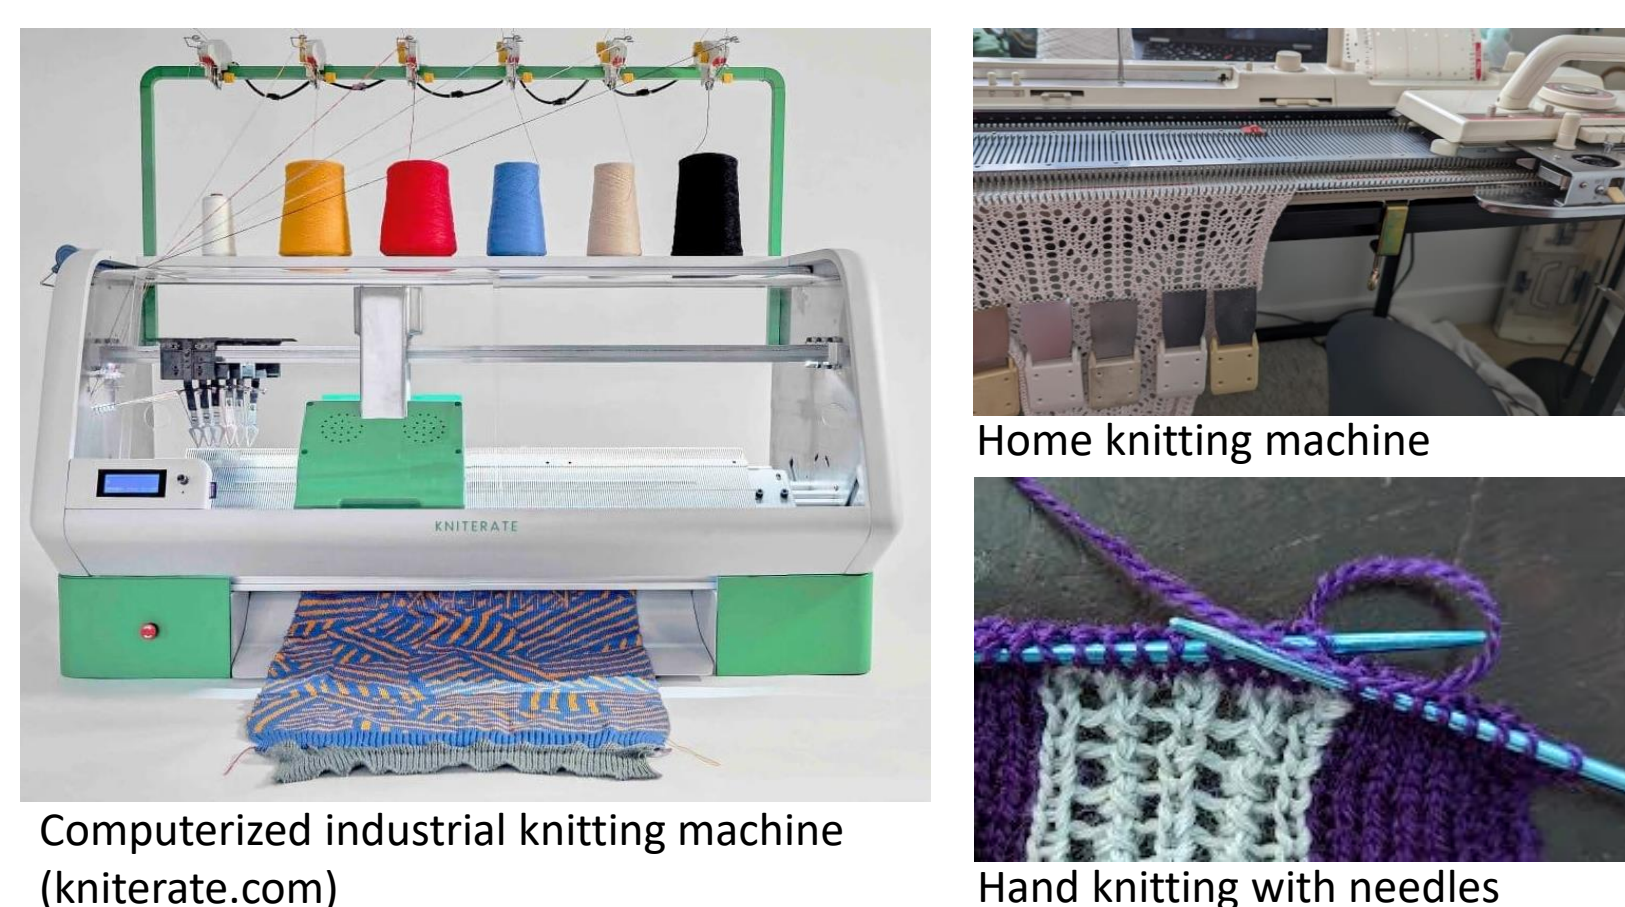 KNITERATE
Computerized industrial knitting machine
(kniterate.com)
Home knitting machine
Hand knitting with needles